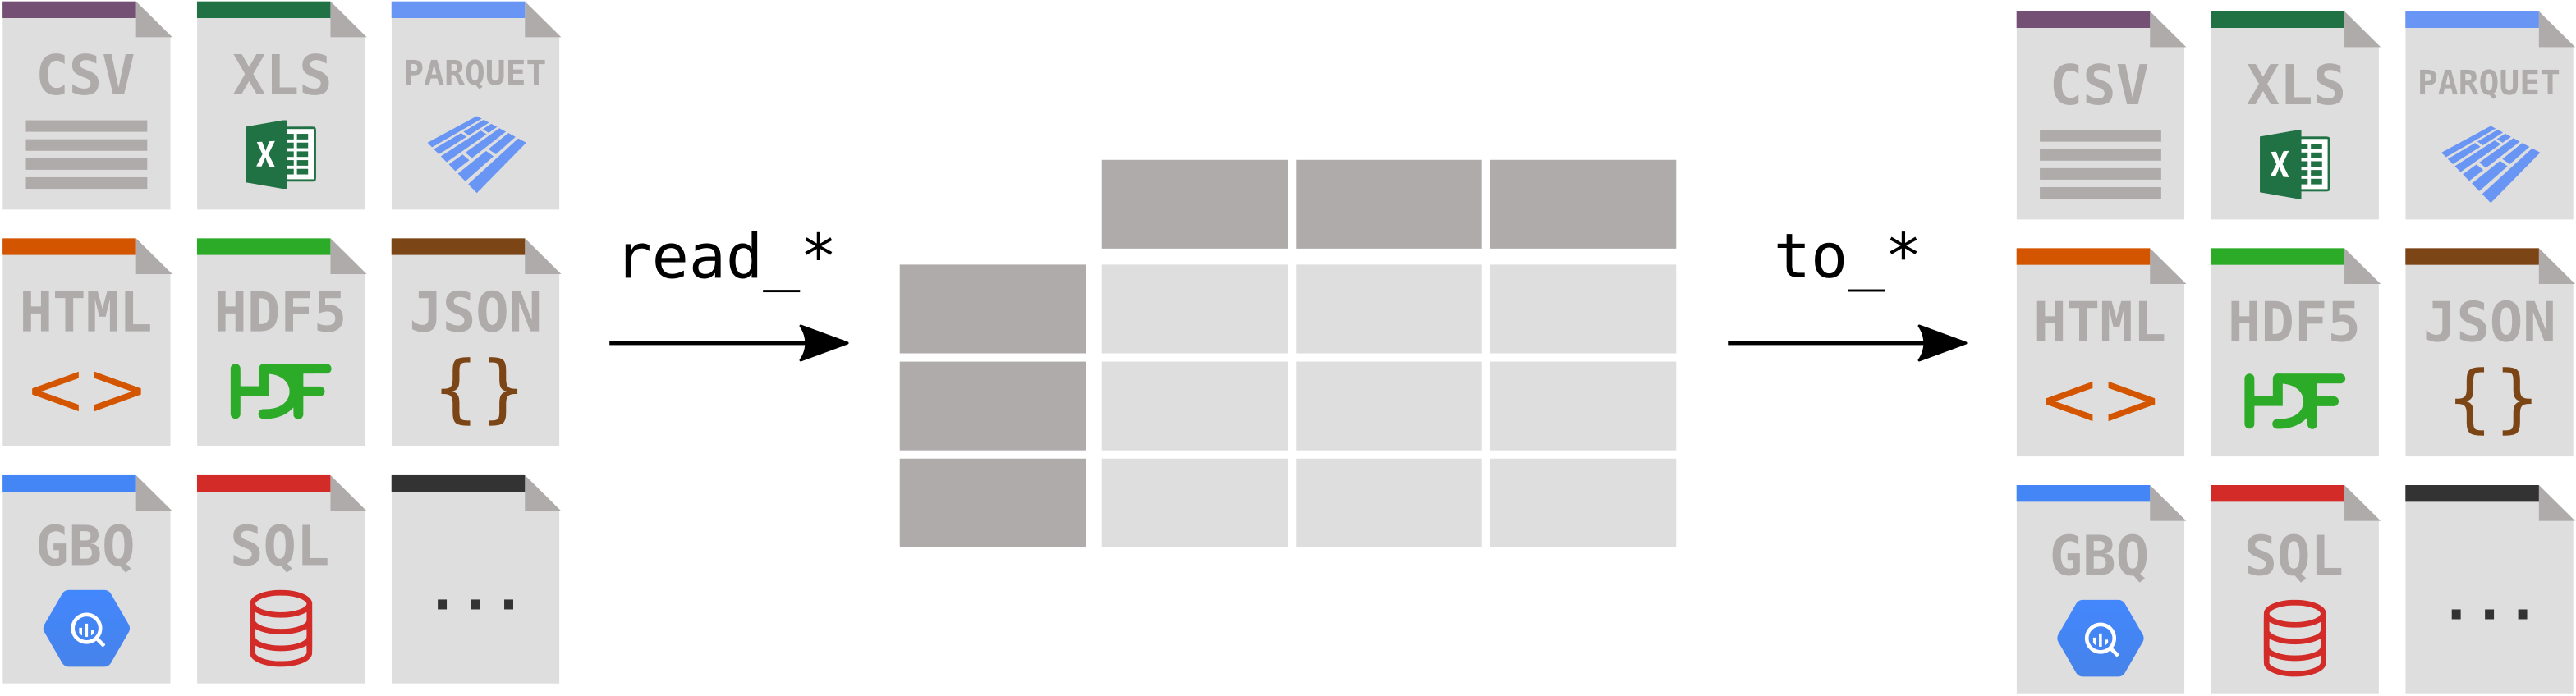 CSV XLS PARQUET
X
HTML HDF5 JSON
<> HDF {}
GBQ SQL ...
read_*
to_*
CSV XLS PARQUET
X
HTML HDF5 JSON
<> HDF {}
GBQ SQL ...